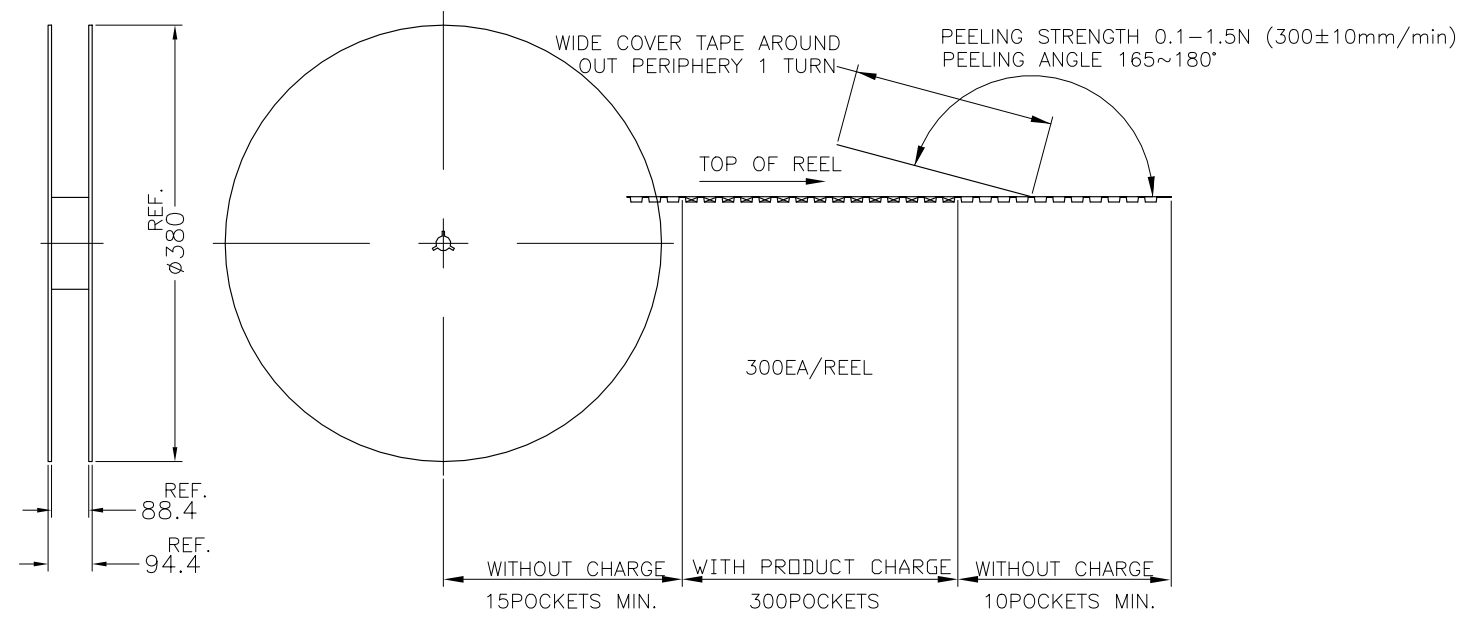 WIDE COVER TAPE AROUND
OUT PERIPHERY 1 TURN
PEELING STRENGTH 0.1-1.5N (300±10mm/min)
PEELING ANGLE 165~180°
TOP OF REEL
REF.
ø380
300EA/REEL
REF.
88.4
REF.
94.4
WITHOUT CHARGE
15POCKETS MIN.
WITH PRODUCT CHARGE
300POCKETS
WITHOUT CHARGE
10POCKETS MIN.